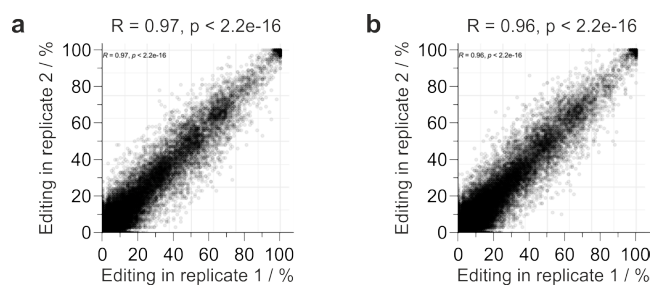 a
R = 0.97, p < 2.2e-16
R = 0.97, p < 2.2e-16
Editing in replicate 2 / %
100
80
60
40
20
0
0 20 40 60 80 100
Editing in replicate 1 / %
b
R = 0.96, p < 2.2e-16
R = 0.96, p < 2.2e-16
Editing in replicate 2 / %
100
80
60
40
20
0
0 20 40 60 80 100
Editing in replicate 1 / %